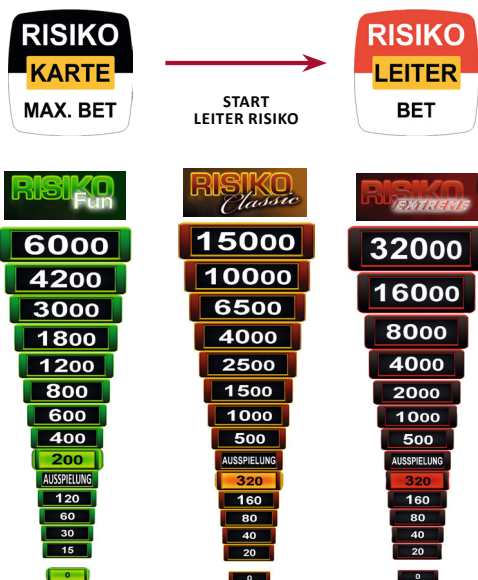 RISIKO
KARTE
MAX. BET
START
LEITER RISIKO
RISIKO
LEITER
BET
RISIKO
Fun
6000
4200
3000
1800
1200
800
600
400
200
AUSSPIELUNG
120
60
30
15
0
RISIKO
Classic
15000
10000
6500
4000
2500
1500
1000
500
AUSSPIELUNG
320
160
80
40
20
0
RISIKO
EXTREME
32000
16000
8000
4000
2000
1000
500
AUSSPIELUNG
320
160
80
40
20
0